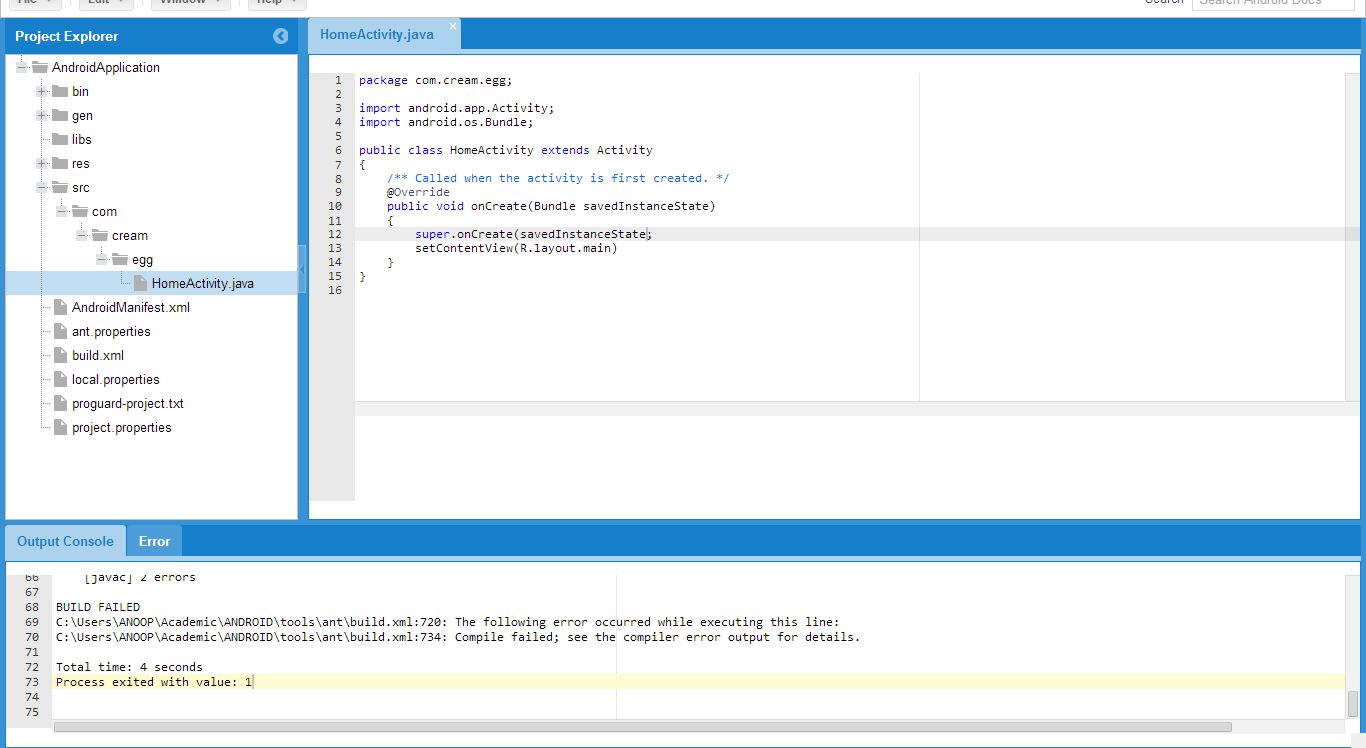 File Edit Window Help Search Search Android Docs
Project Explorer
AndroidApplication
bin
gen
libs
res
src
com
cream
egg
HomeActivity.java
AndroidManifest.xml
ant.properties
build.xml
local.properties
proguard-project.txt
project.properties
HomeActivity.java
1 package com.cream.egg;
2
3 import android.app.Activity;
4 import android.os.Bundle;
5
6 public class HomeActivity extends Activity
7 {
8 /** Called when the activity is first created. */
9 @Override
10 public void onCreate(Bundle savedInstanceState)
11 {
12 super.onCreate(savedInstanceState;
13 setContentView(R.layout.main)
14 }
15 }
16
Output Console Error
66 [javac] 2 errors
67
68 BUILD FAILED
69 C:\Users\ANOOP\Academic\ANDROID\tools\ant\build.xml:720: The following error occurred while executing this line:
70 C:\Users\ANOOP\Academic\ANDROID\tools\ant\build.xml:734: Compile failed; see the compiler error output for details.
71
72 Total time: 4 seconds
73 Process exited with value: 1
74
75